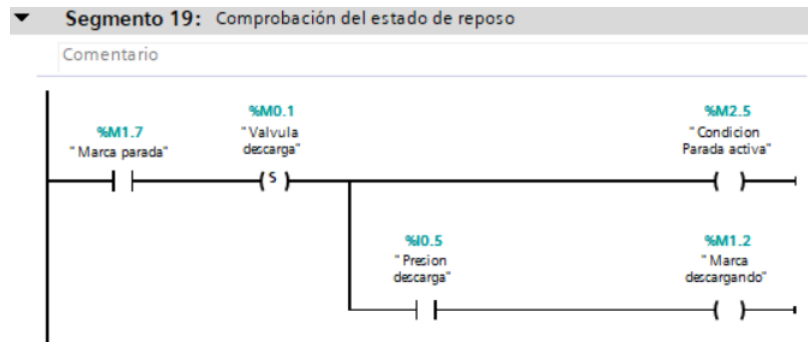 Segmento 19: Comprobación del estado de reposo
Comentario
%M1.7
"Marca parada"
%M0.1
"Valvula
descarga"
S
%M2.5
"Condicion
Parada activa"
%I0.5
"Presion
descarga"
%M1.2
"Marca
descargando"